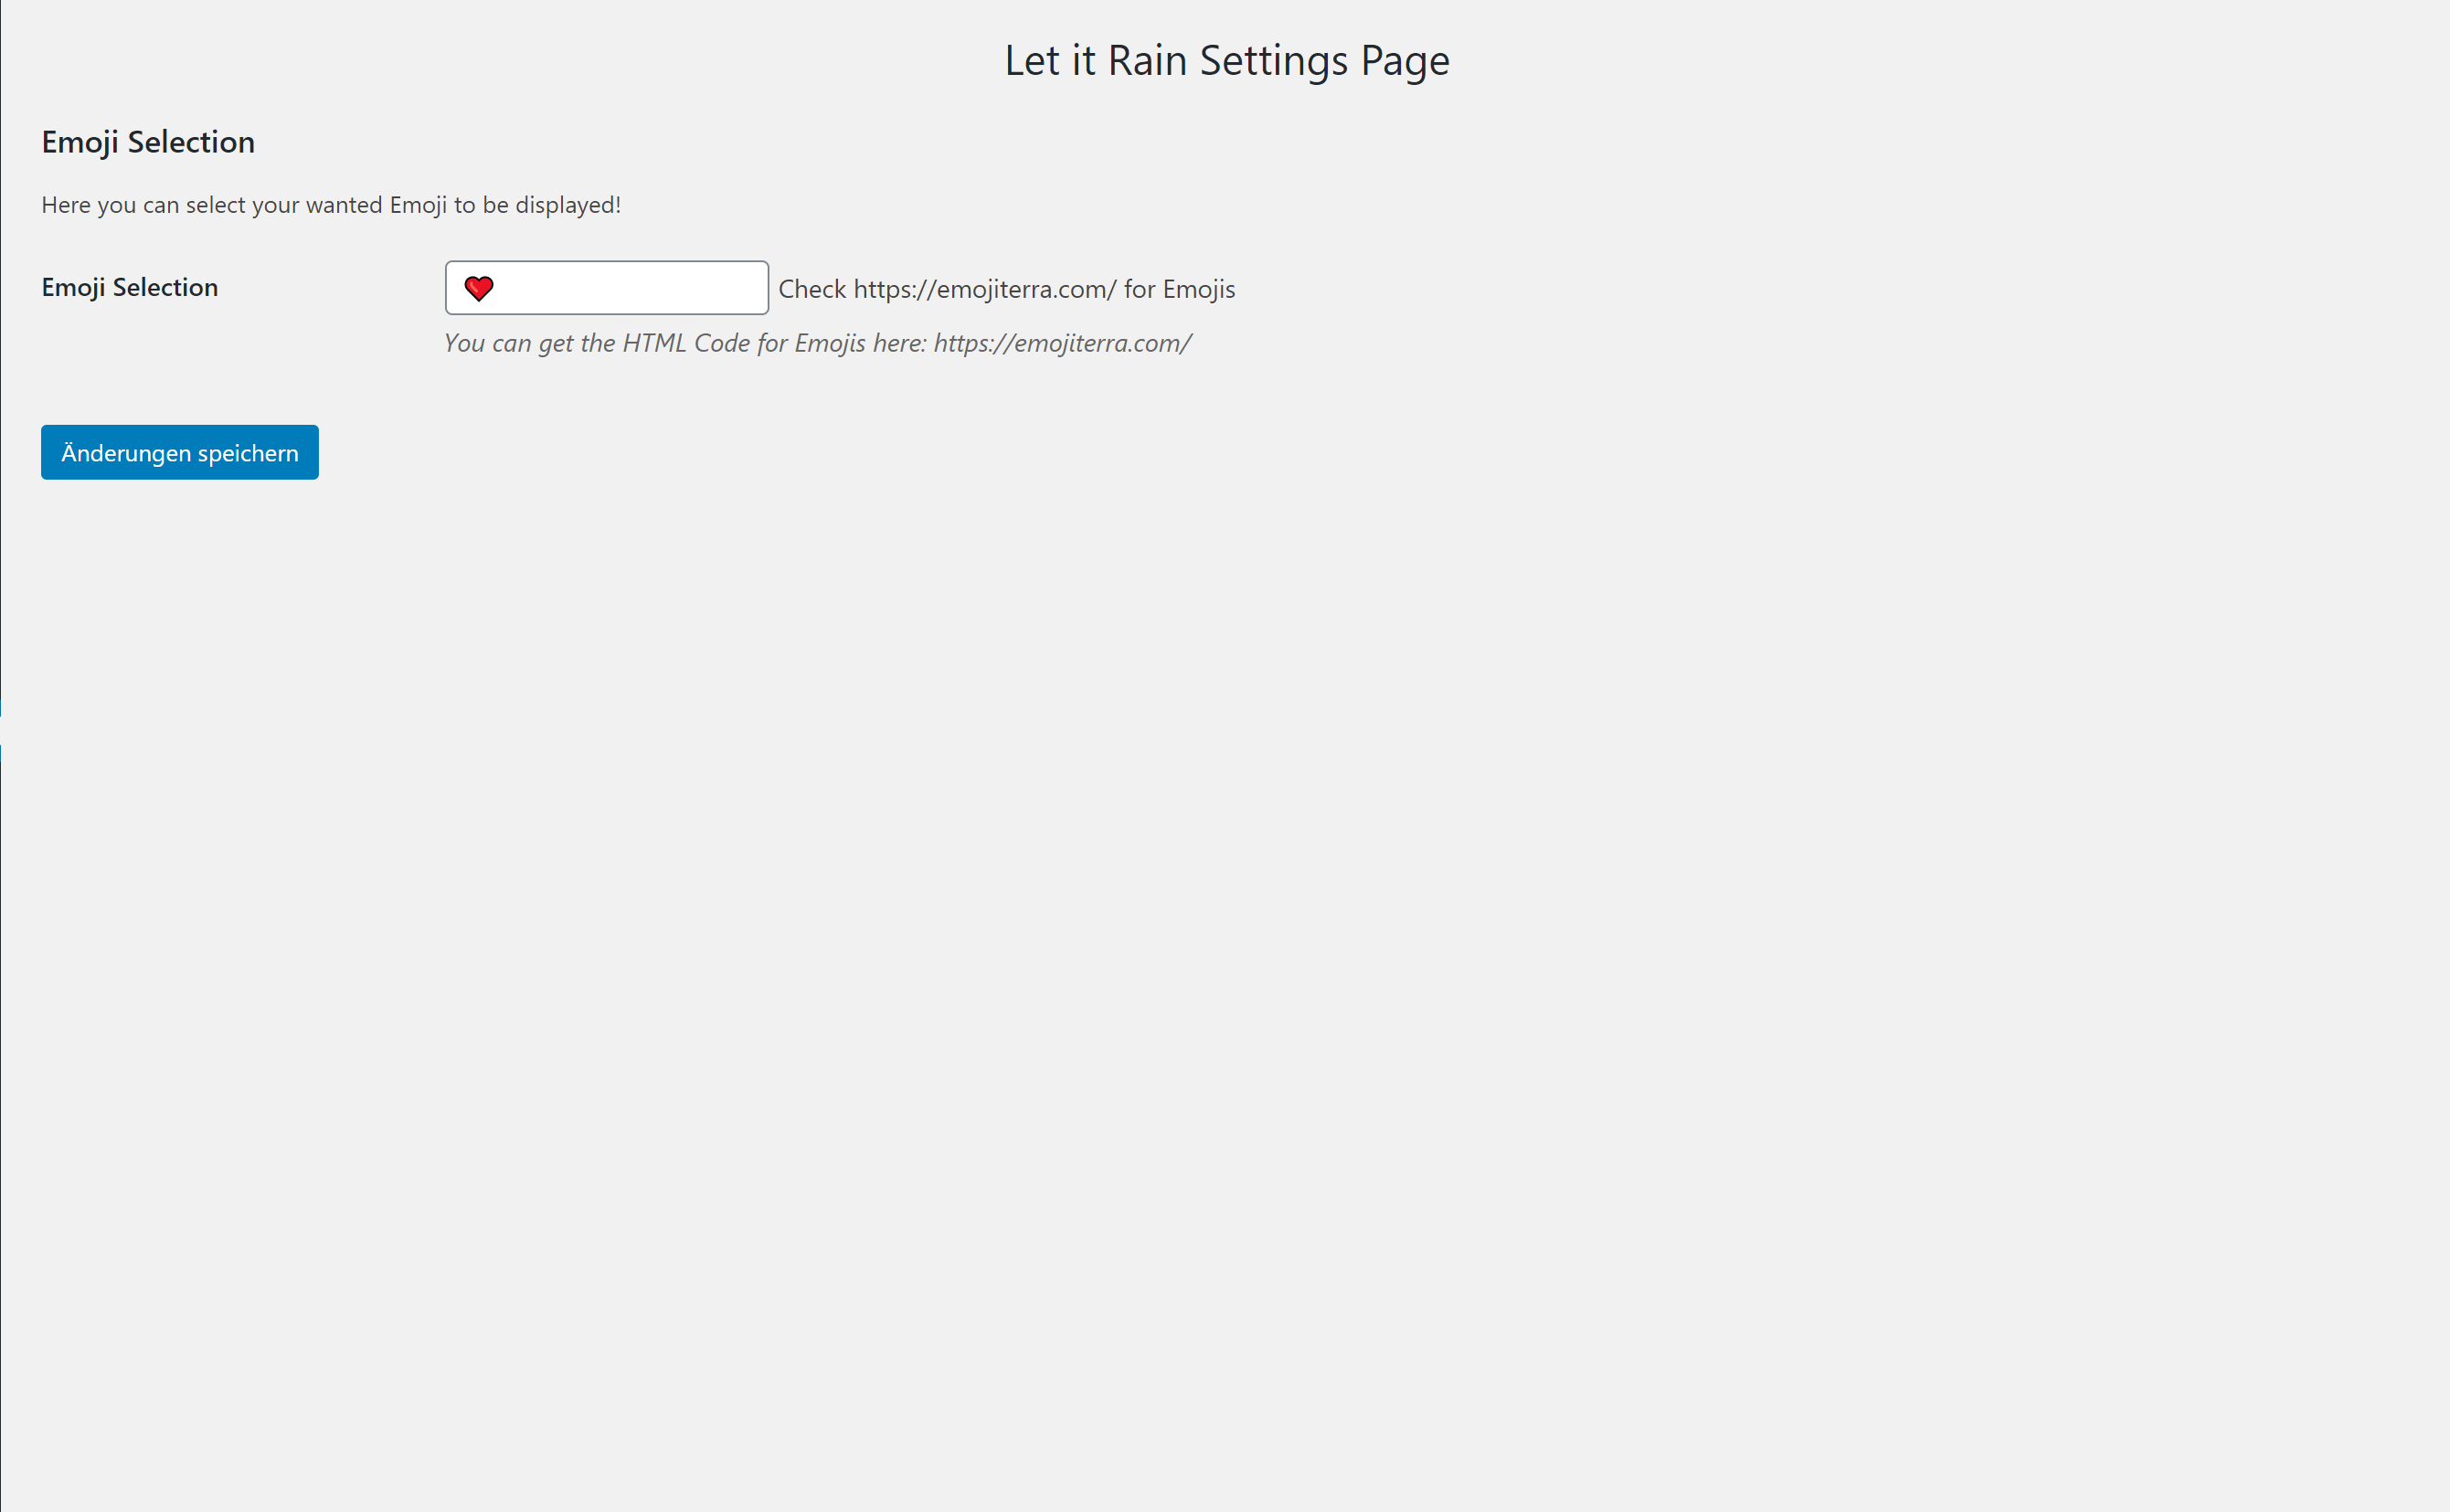 Let it Rain Settings Page
Emoji Selection
Here you can select your wanted Emoji to be displayed!
Emoji Selection
❤ Check https://emojiterra.com/ for Emojis
You can get the HTML Code for Emojis here: https://emojiterra.com/
Änderungen speichern